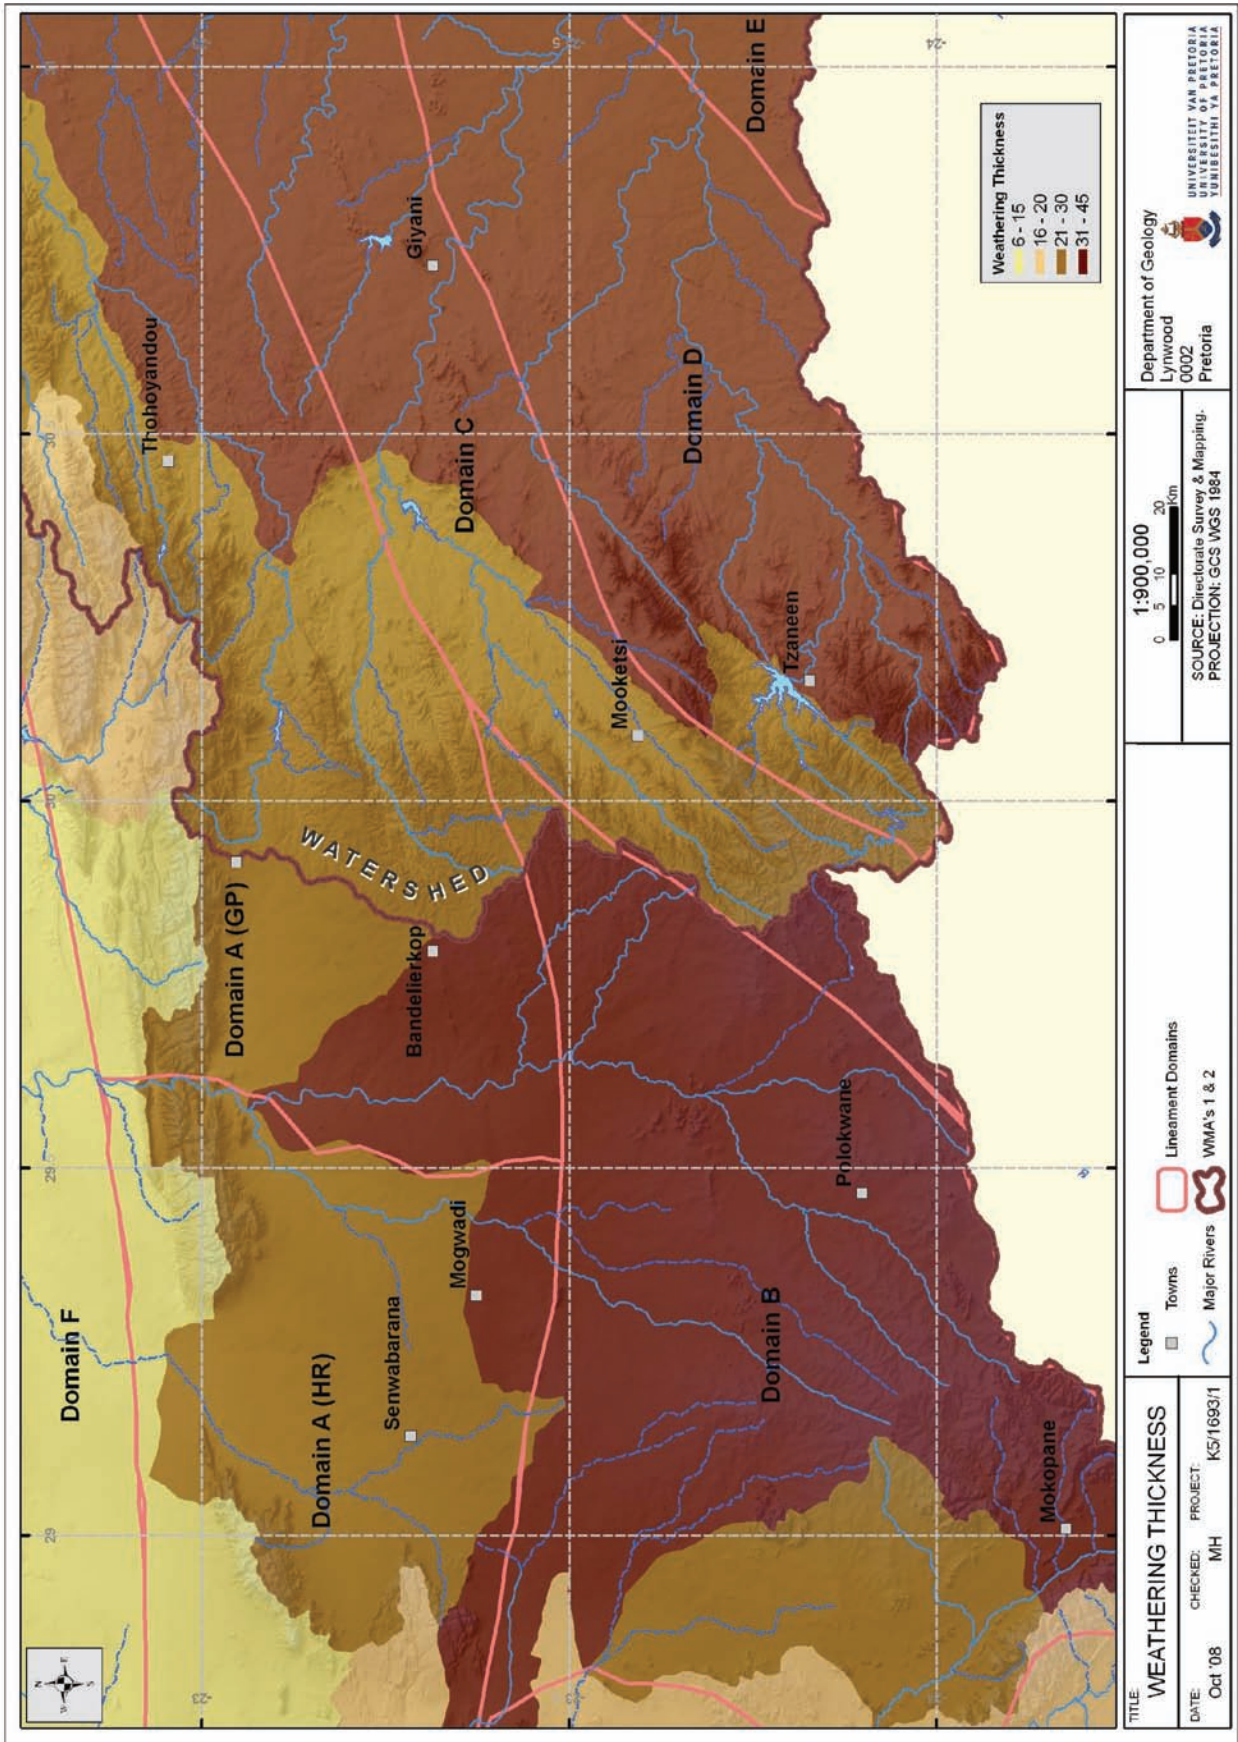 N
W
E
S
Domain F
Domain A (HR)
Senwabarana
Mogwadi
Domain A (GP)
Bandelierkop
WATERSHED
Thohoyandou
Giyani
Domain C
Mooketsi
Tzaneen
Domain D
Domain E
Domain B
Polokwane
Mokopane
29
30
-23
-24
Weathering Thickness
6 - 15
16 - 20
21 - 30
31 - 45
TITLE:
WEATHERING THICKNESS
DATE:
CHECKED:
PROJECT:
Oct '08
MH
K5/1693/1
Legend
Towns
Lineament Domains
Major Rivers
WMA's 1 & 2
1:900,000
0 5 10 20
Km
SOURCE: Directorate Survey & Mapping.
PROJECTION: GCS WGS 1984
Department of Geology
Lynwood
0002
Pretoria
UNIVERSITEIT VAN PRETORIA
UNIVERSITY OF PRETORIA
YUNIBESITHI YA PRETORIA